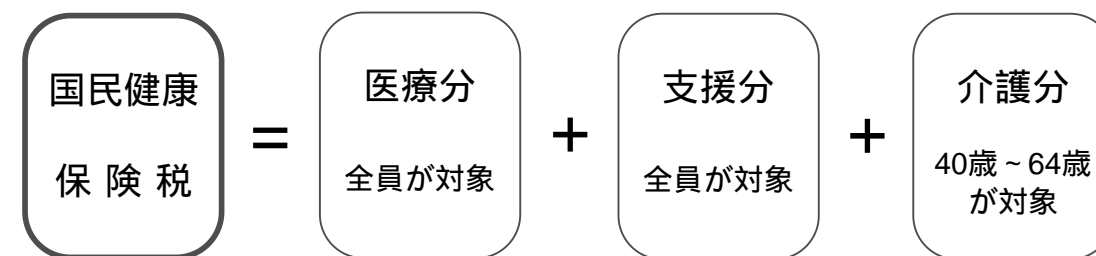 国民健康
保険税
=
医療分
全員が対象
+
支援分
全員が対象
+
介護分
40歳~64歳
が対象